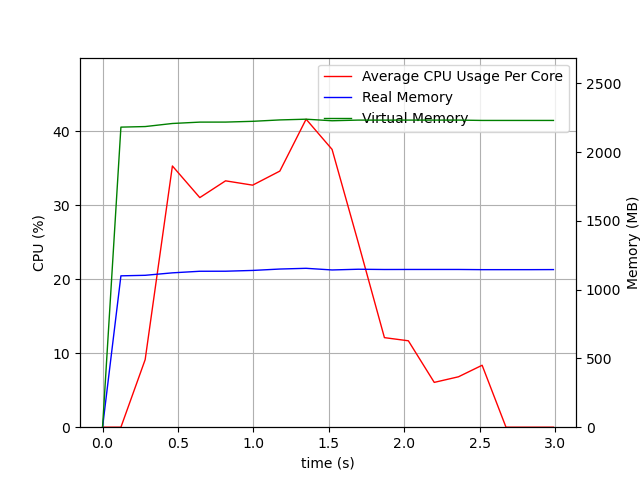 Average CPU Usage Per Core
Real Memory
Virtual Memory
40
30
20
10
0
CPU (%)
2500
2000
1500
1000
500
0
Memory (MB)
0.0 0.5 1.0 1.5 2.0 2.5 3.0
time (s)